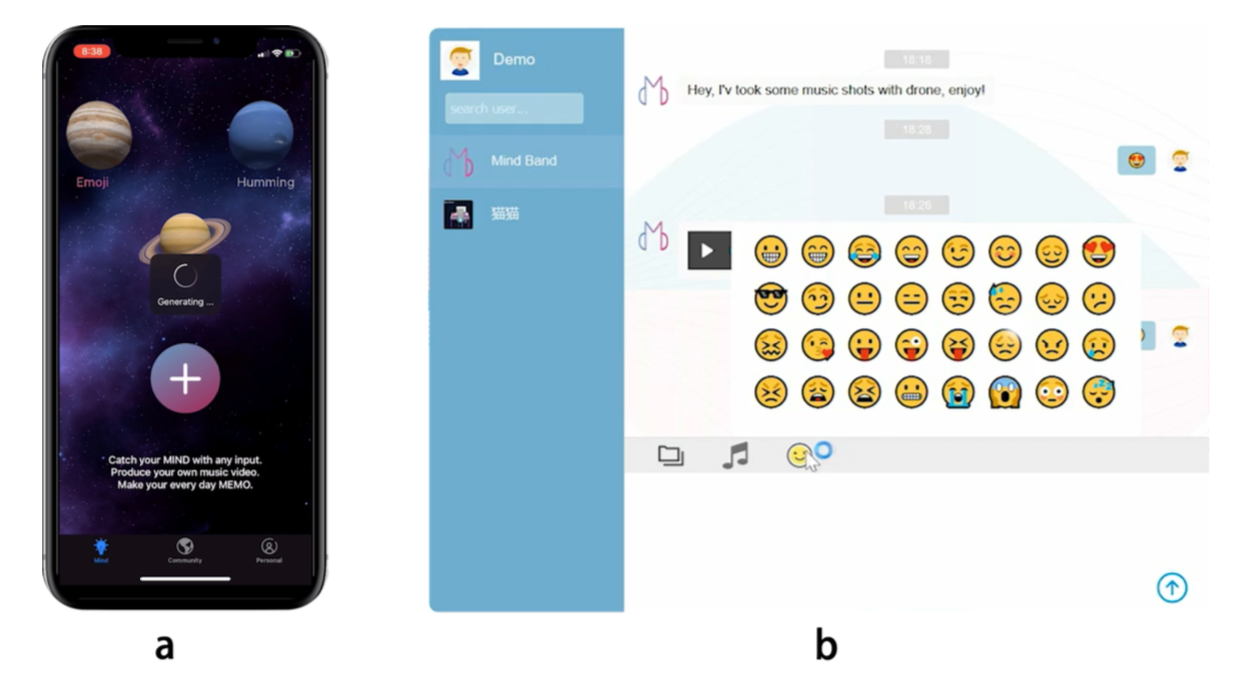 8:38
Emoji
Humming
Generating ...
Catch your MIND with any input.
Produce your own music video.
Make your every day MEMO.
Mind
Community
Personal
a
Demo
search user...
Mind Band
猫猫
18:18
Hey, I'v took some music shots with drone, enjoy!
18:28
18:26
b